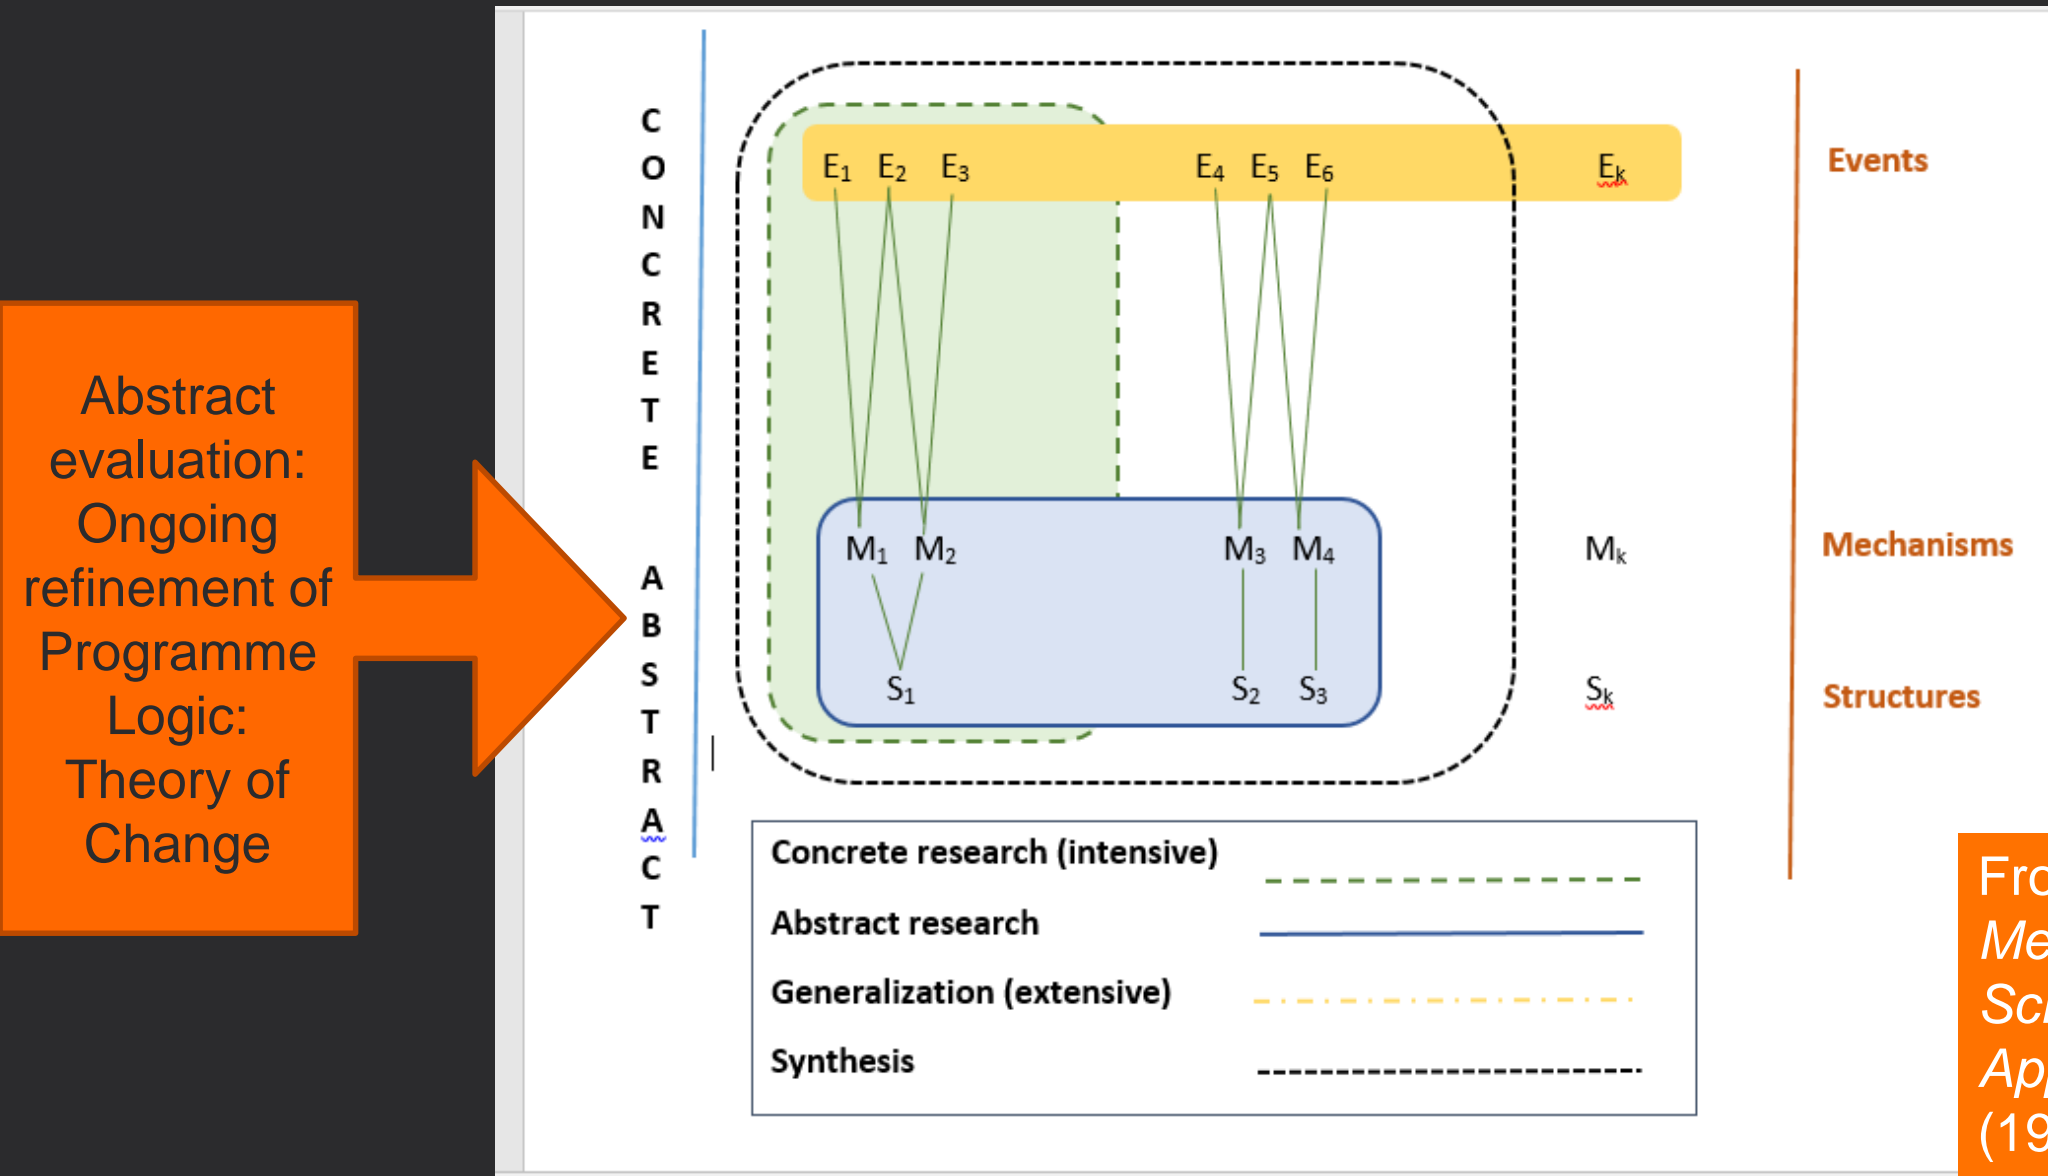 Abstract
evaluation:
Ongoing
refinement of
Programme
Logic:
Theory of
Change
C
O
N
C
R
E
T
E
A
B
S
T
R
A
C
T
E1 E2 E3 E4 E5 E6 Ek
Events
M1 M2 M3 M4 Mk
Mechanisms
S1 S2 S3 Sk
Structures
Concrete research (intensive)
Abstract research
Generalization (extensive)
Synthesis